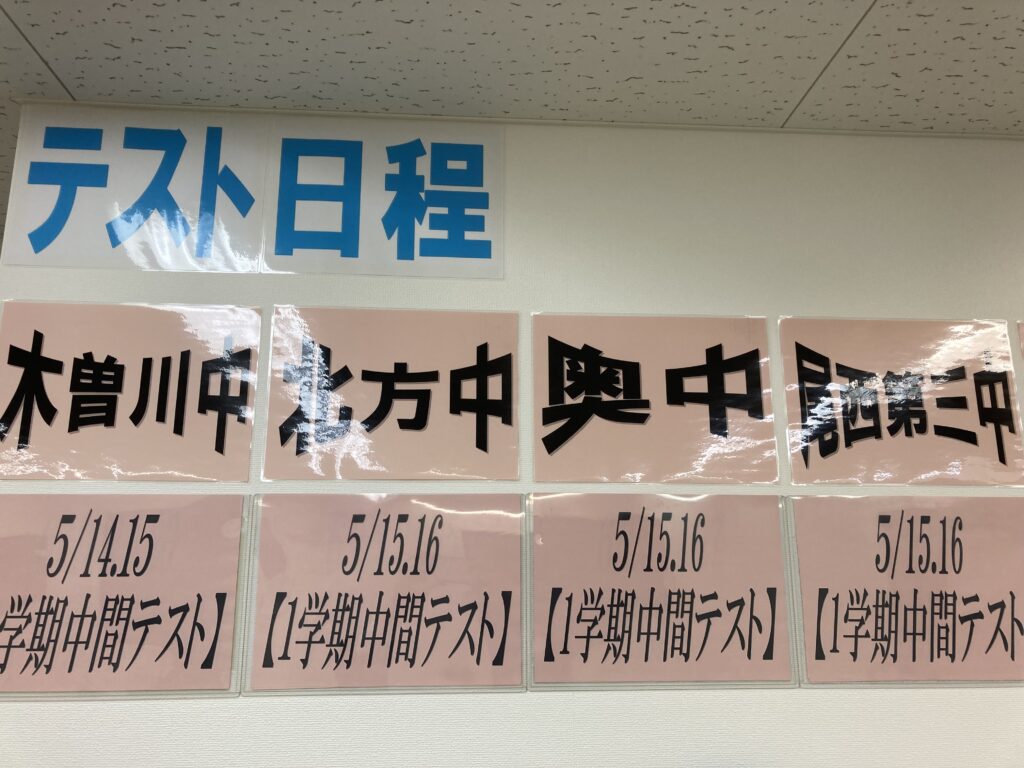 テスト日程
木曽川中
北方中
奥中
尾西第三中
5/14.15
学期中間テスト】
5/15.16
【1学期中間テスト】
5/15.16
【1学期中間テスト】
5/15.16
【1学期中間テスト